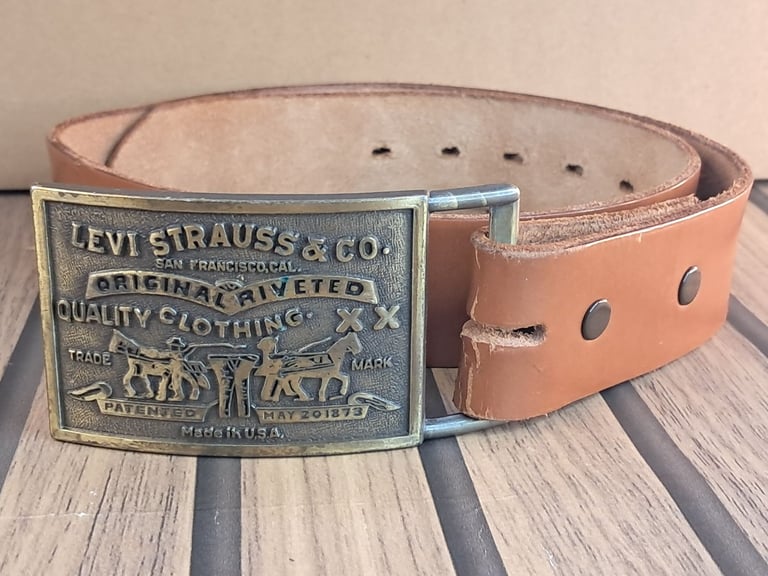 LEVI STRAUSS & CO.
SAN FRANCISCO, CAL.
ORIGINAL RIVETED
QUALITY CLOTHING. XX
TRADE MARK
PATENTED MAY 20 1873
Made in U.S.A.